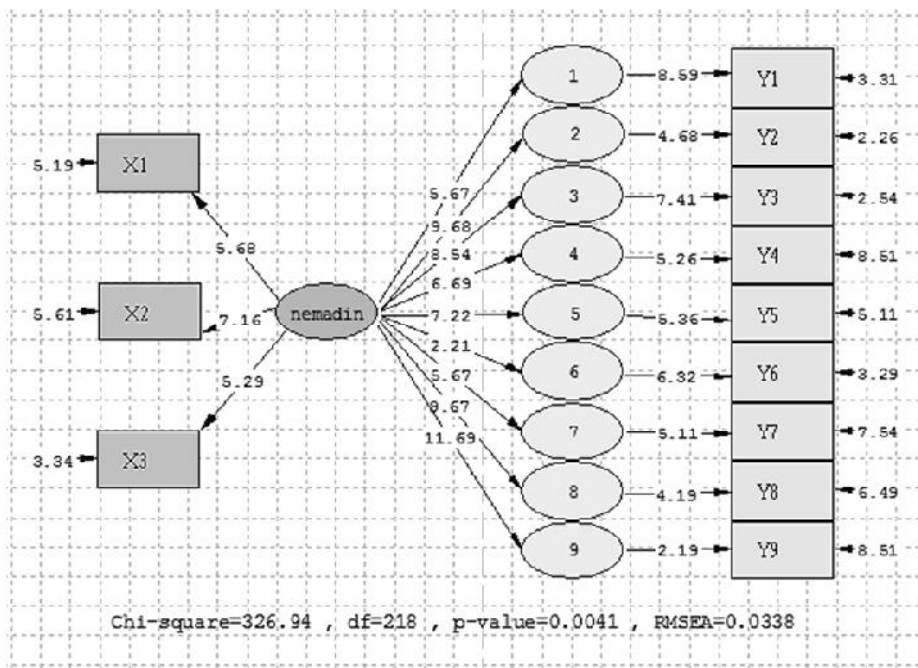 1 8.59 Y1 3.31
2 4.68 Y2 2.26
5.19 X1
3 7.41 Y3 2.54
5.67
9.68
8.54
4 5.26 Y4 8.51
5.68
6.69
5.61 X2 7.16 nemadin 7.22 5 5.36 Y5 5.11
2.21
6 6.32 Y6 3.29
5.29
5.67
9.67
7 5.11 Y7 7.54
11.69
3.34 X3
8 4.19 Y8 6.49
9 2.19 Y9 8.51
Chi-square=326.94 , df=218 , p-value=0.0041 , RMSEA=0.0338